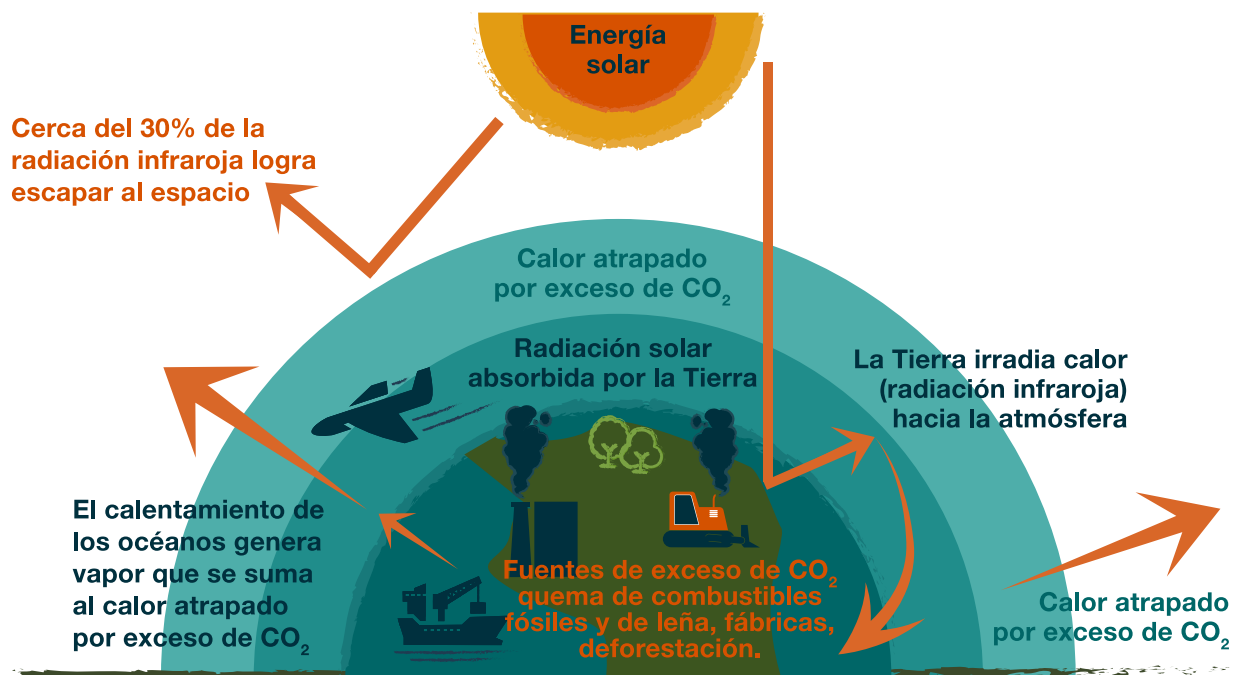 Energía
solar
Cerca del 30% de la
radiación infraroja logra
escapar al espacio
Calor atrapado
por exceso de CO₂
Radiación solar
absorbida por la Tierra
La Tierra irradia calor
(radiación infraroja)
hacia la atmósfera
El calentamiento de
los océanos genera
vapor que se suma
al calor atrapado
por exceso de CO₂
Fuentes de exceso de CO₂
quema de combustibles
fósiles y de leña, fábricas,
deforestación.
Calor atrapado
por exceso de CO₂